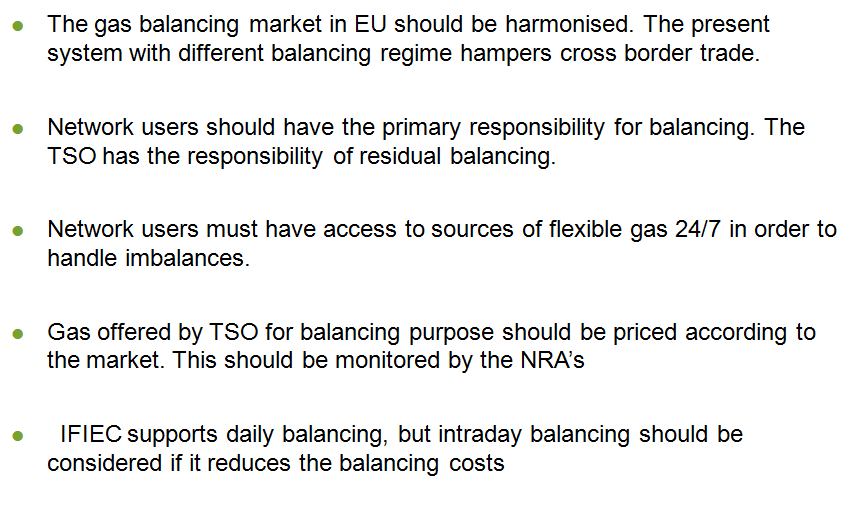 • The gas balancing market in EU should be harmonised. The present
system with different balancing regime hampers cross border trade.
• Network users should have the primary responsibility for balancing. The
TSO has the responsibility of residual balancing.
• Network users must have access to sources of flexible gas 24/7 in order to
handle imbalances.
• Gas offered by TSO for balancing purpose should be priced according to
the market. This should be monitored by the NRA’s
• IFIEC supports daily balancing, but intraday balancing should be
considered if it reduces the balancing costs